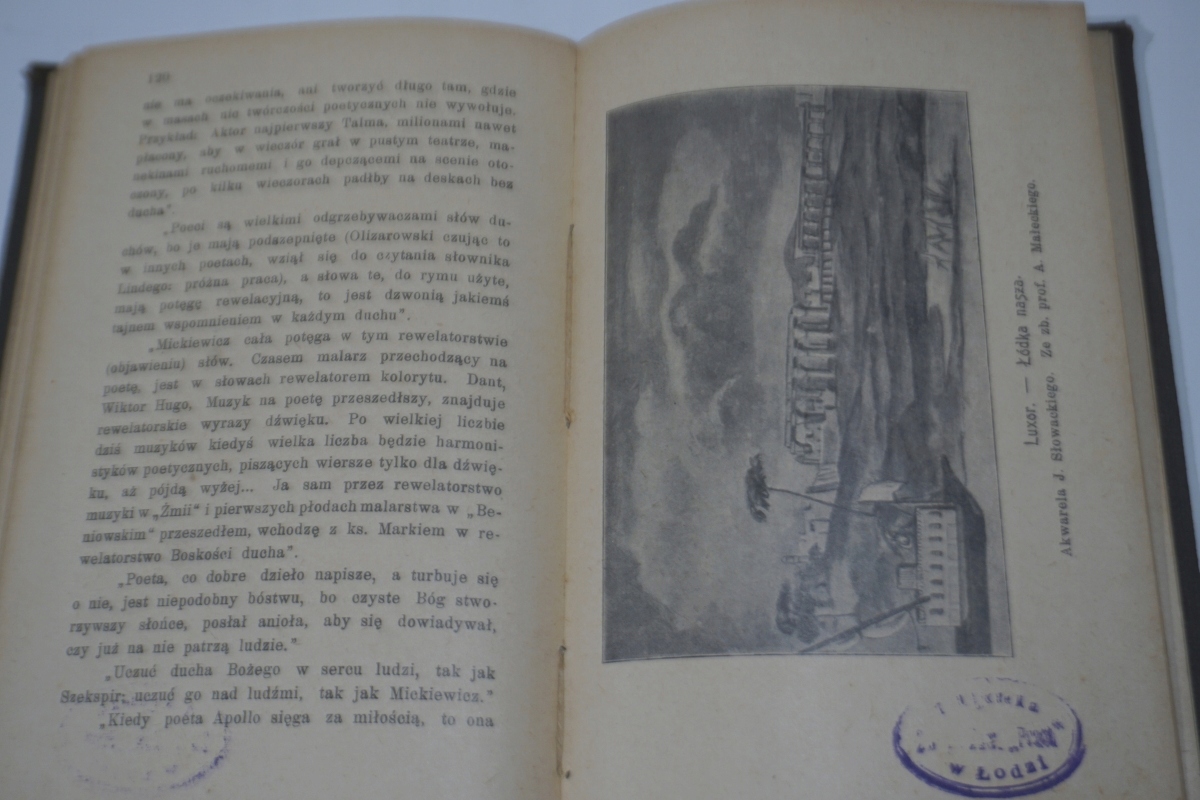 120
nie ma oczekiwania, ani tworzyć długo tam, gdzie
w masach nic twórczości poetycznych nie wywołuje.
Przykład: Aktor najpierwszy Talma, milionami nawet
płacony, aby w wieczór grał w pustym teatrze, ma-
nekinami ruchomemi i go depczącemi na scenie oto-
czony, po kilku wieczorach padłby na deskach bez
ducha".
„Poeci są wielkimi odgrzebywaczami słów du-
chów, bo je mają podszepnięte (Olizarowski czując to
w innych poetach, wziął się do czytania słownika
Lindego: próżna praca), a słowa te, do rymu użyte,
mają potęgę rewelacyjną, to jest dzwonią jakiemś
tajnem wspomnieniem w każdym duchu".
„Mickiewicz cała potęga w tym rewelatorstwie
(objawieniu) słów. Czasem malarz przechodzący na
poetę, jest w słowach rewelatorem kolorytu. Dant,
Wiktor Hugo, Muzyk na poetę przeszedłszy, znajduje
rewelatorskie wyrazy dźwięku. Po wielkiej liczbie
dziś muzyków kiedyś wielka liczba będzie harmoni-
styków poetycznych, piszących wiersze tylko dla dźwię-
ku, aż pójdą wyżej... Ja sam przez rewelatorstwo
muzyki w „Żmii" i pierwszych płodach malarstwa w „Be-
niowskim" przeszedłem, wchodzę z ks. Markiem w re-
welatorstwo Boskości ducha".
„Poeta, co dobre dzieło napisze, a turbuje się
o nie, jest niepodobny bóstwu, bo czyste Bóg stwo-
rzywszy słońce, posłał anioła, aby się dowiadywał,
czy już na nie patrzą ludzie."
„Uczuć ducha Bożego w sercu ludzi, tak jak
Szekspir; uczuć go nad ludźmi, tak jak Mickiewicz."
„Kiedy poeta Apollo sięga za miłością, to ona
Luxor. — Łódka nasza.
Akwarela J. Słowackiego. Ze zb. prof. A. Małeckiego.
w Łodzi